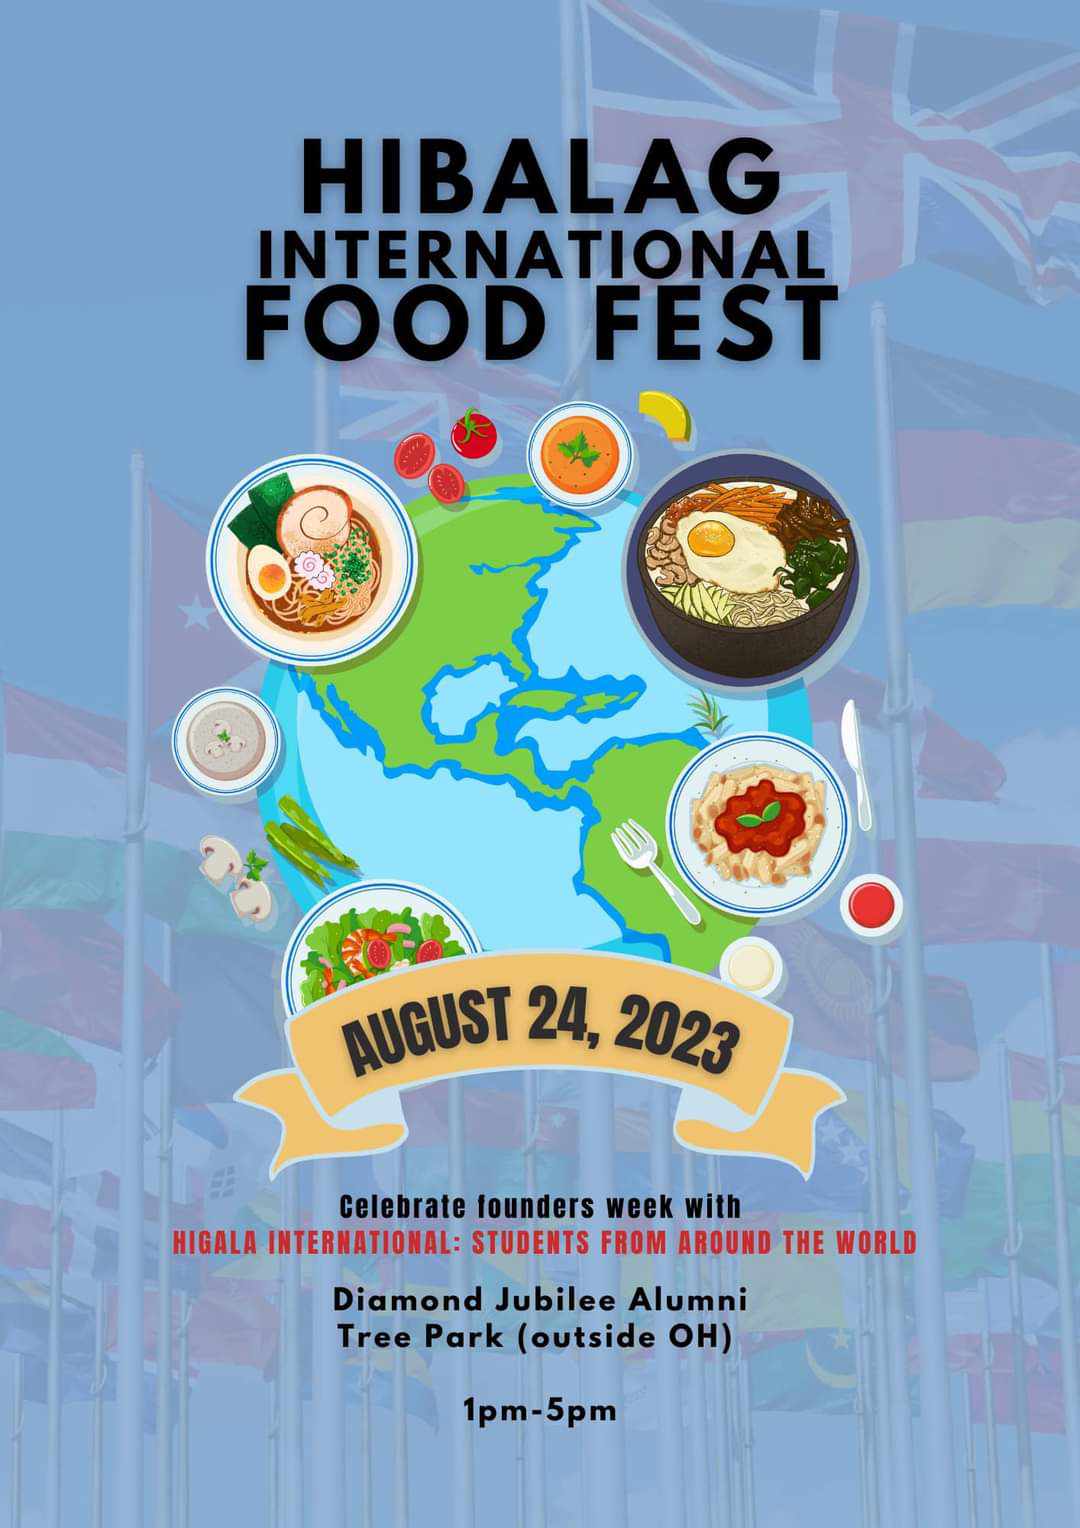 HIBALAG
INTERNATIONAL
FOOD FEST
AUGUST 24, 2023
Celebrate founders week with
HIGALA INTERNATIONAL: STUDENTS FROM AROUND THE WORLD
Diamond Jubilee Alumni
Tree Park (outside OH)
1pm-5pm